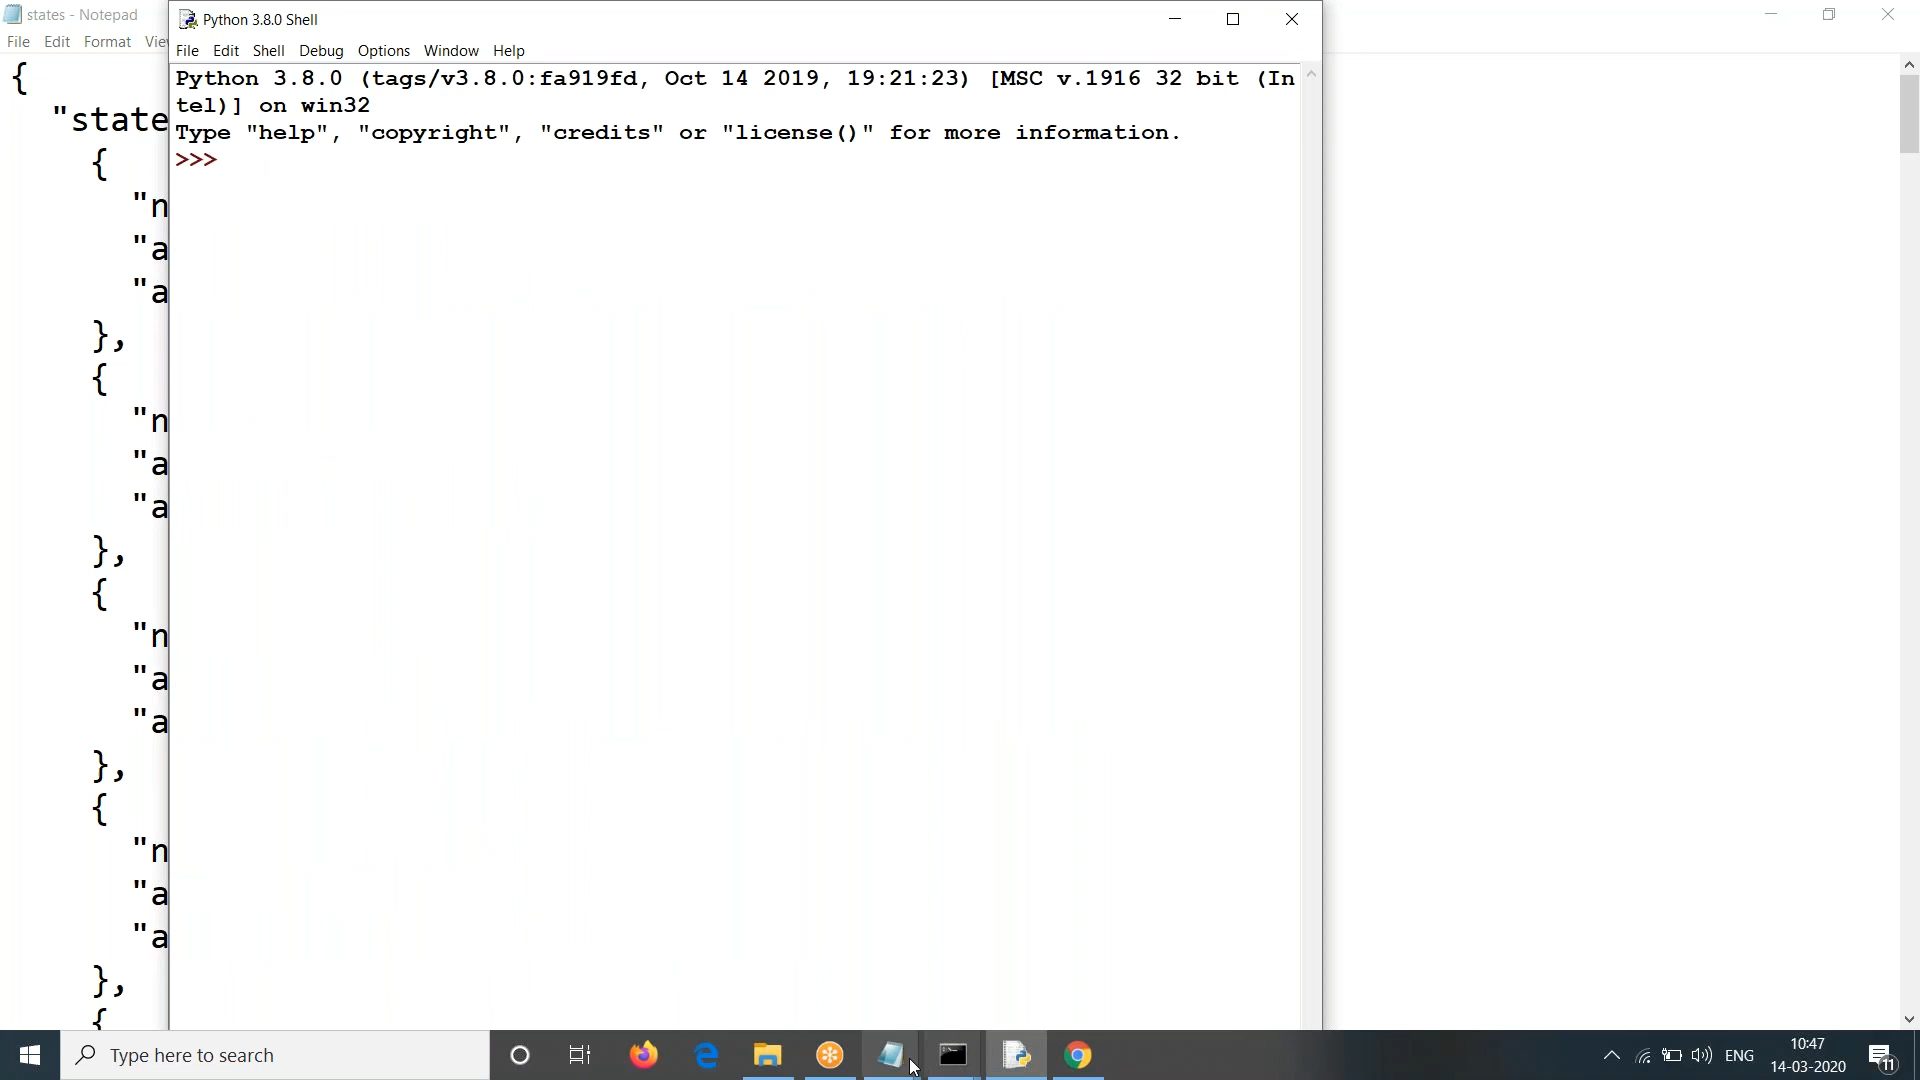 states - Notepad
File Edit Format Vie
{
"state
{
"n
"a
"a
},
{
"n
"a
"a
},
{
"n
"a
"a
},
{
"n
"a
"a
},
{
Python 3.8.0 Shell
File Edit Shell Debug Options Window Help
Python 3.8.0 (tags/v3.8.0:fa919fd, Oct 14 2019, 19:21:23) [MSC v.1916 32 bit (In
tel)] on win32
Type "help", "copyright", "credits" or "license()" for more information.
>>>
Type here to search
ENG
10:47
14-03-2020
11